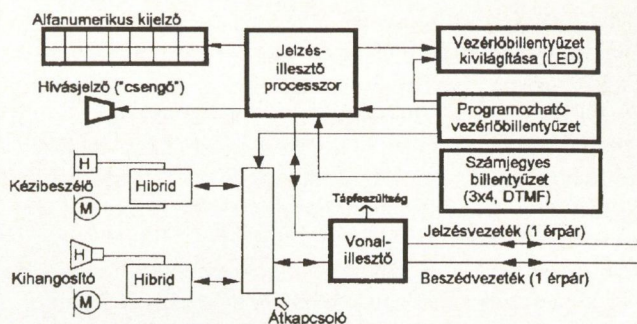 Alfanumerikus kijelző
Jelzés-
illesztő
processzor
Vezérlőbillentyűzet
kivilágítása (LED)
Hívásjelző ("csengő")
Programozható-
vezérlőbillentyűzet
Számjegyes
billentyűzet
(3x4, DTMF)
H
Kézibeszélő
Hibrid
M
Tápfeszültség
Vonal-
illesztő
Jelzésvezeték (1 érpár)
Beszédvezeték (1 érpár)
H
Kihangosító
Hibrid
M
Átkapcsoló